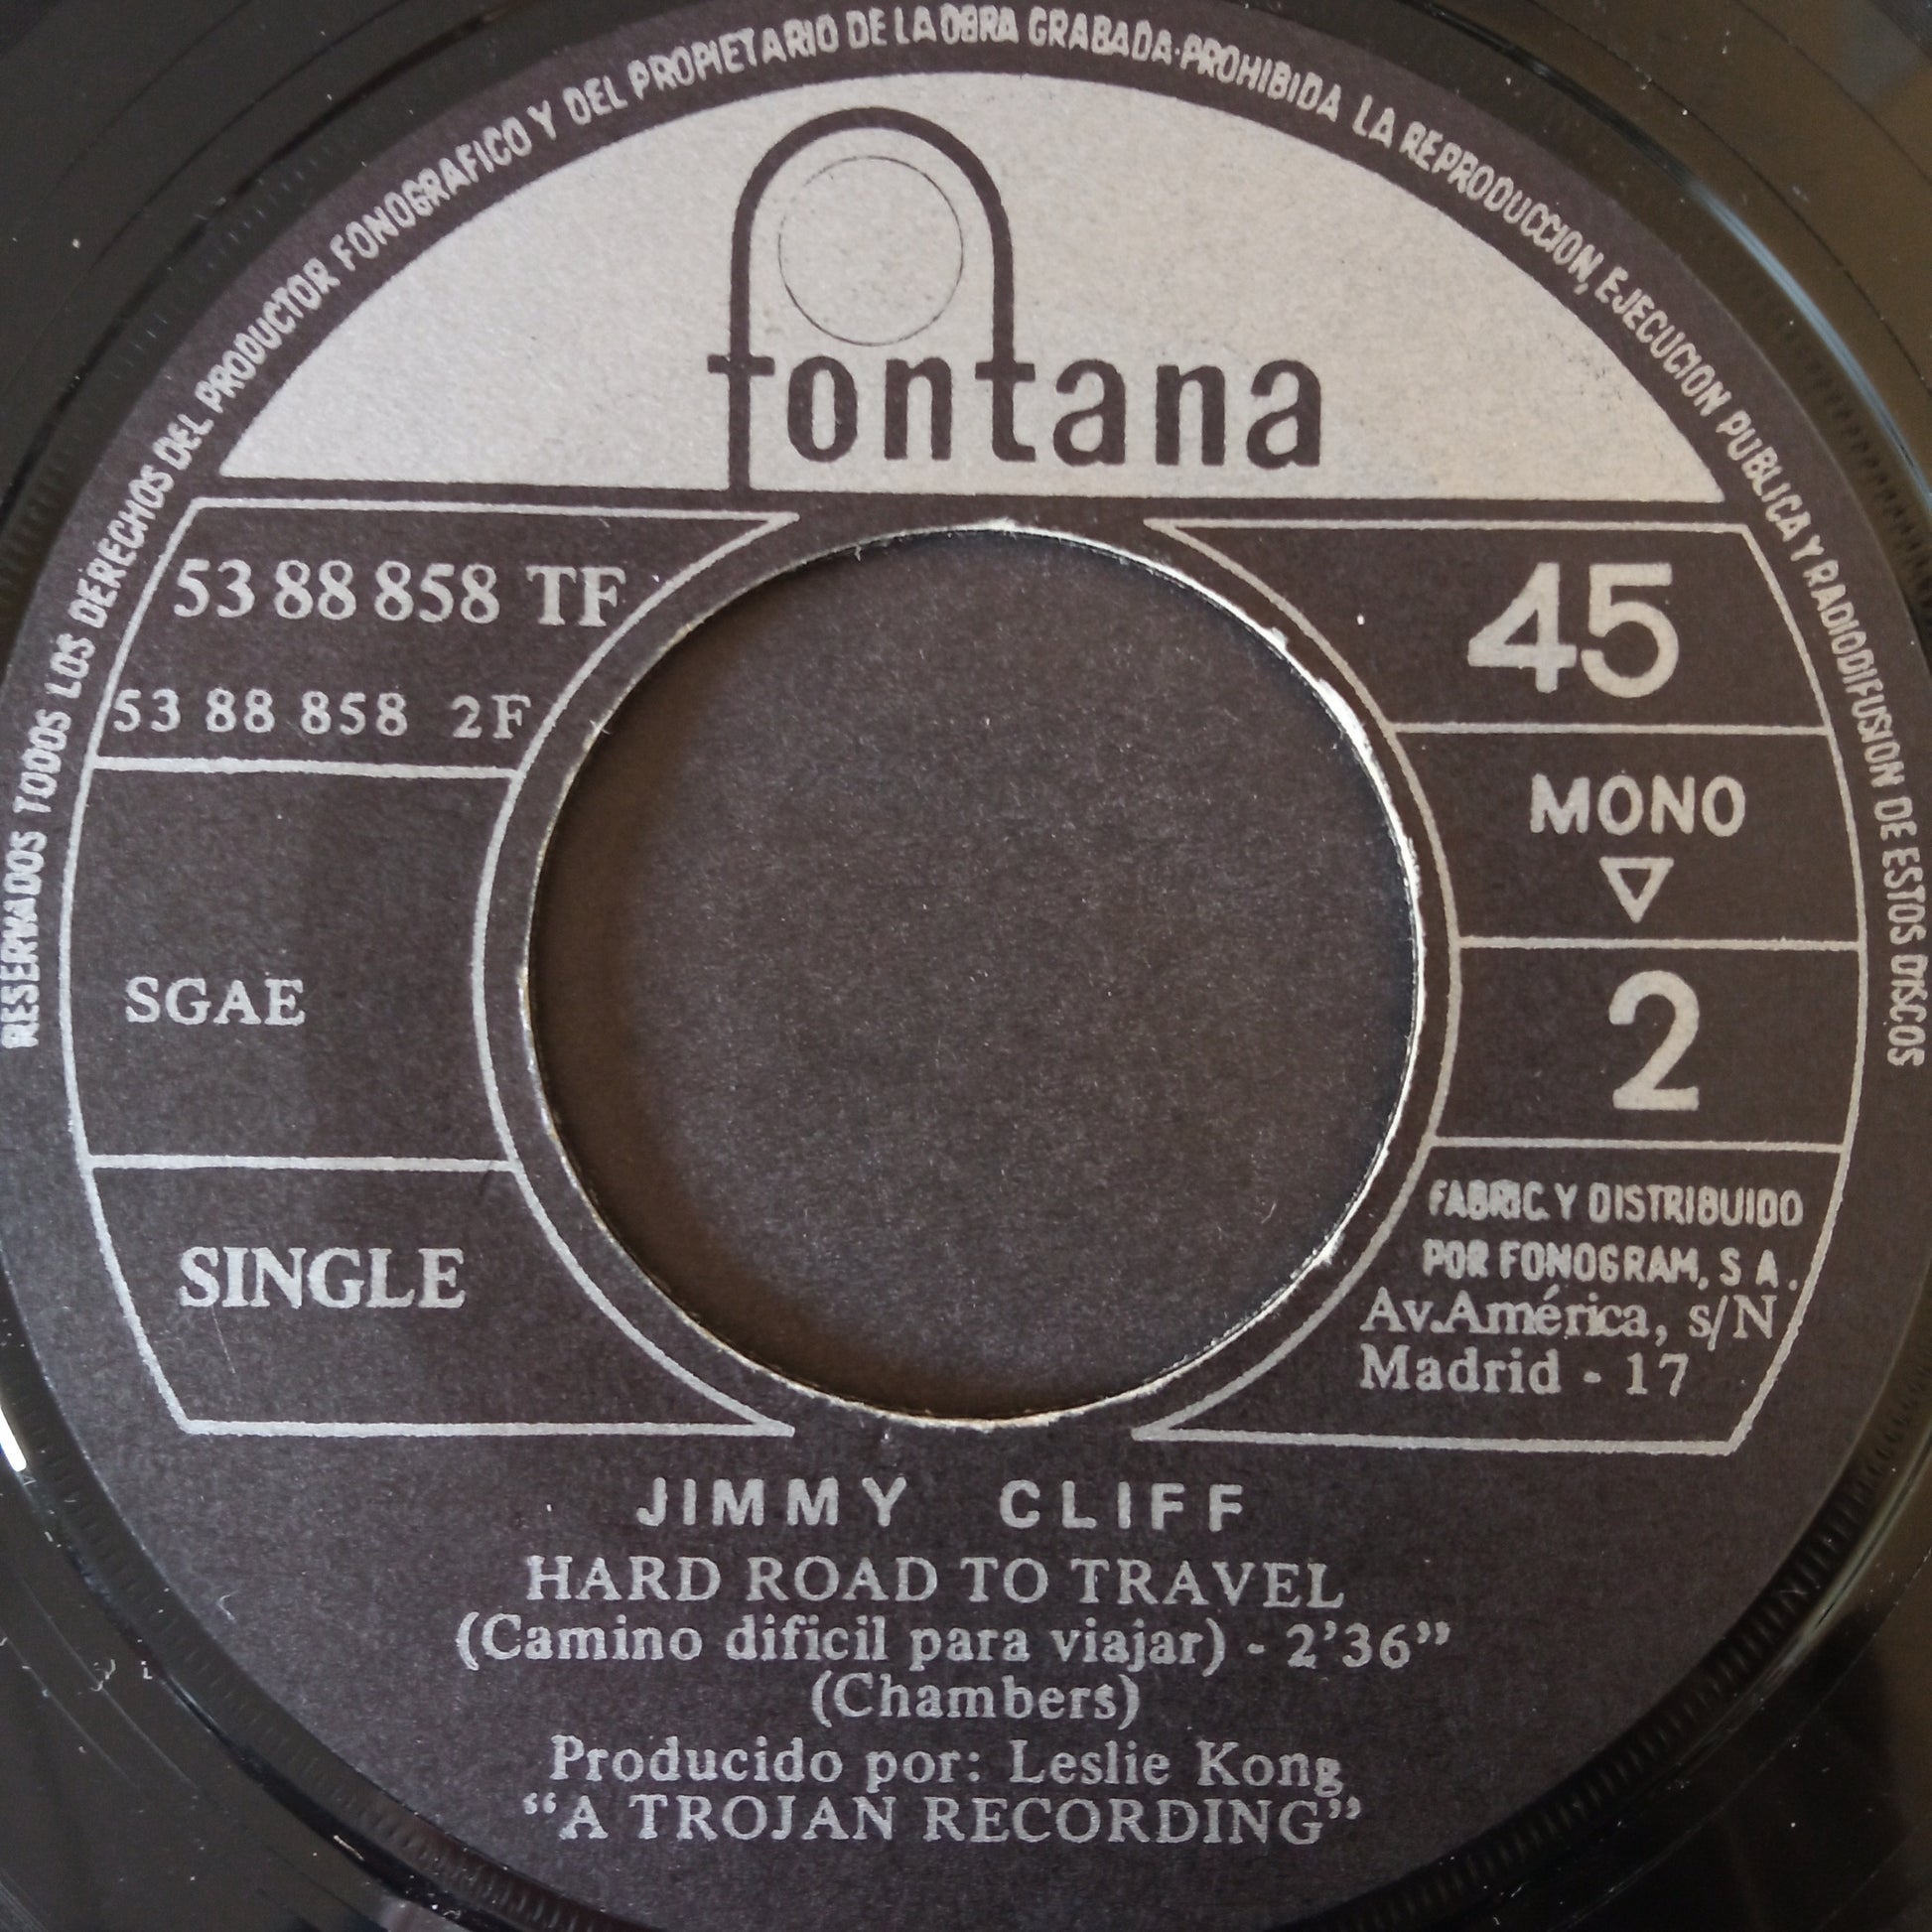 RESERVADOS TODOS LOS DERECHOS DEL PRODUCTOR FONOGRAFICO Y DEL PROPIETARIO DE LA OBRA GRABADA·PROHIBIDA LA REPRODUCCION, EJECUCION PUBLICA Y RADIODIFUSION DE ESTOS DISCOS
fontana
53 88 858 TF
53 88 858 2F
SGAE
SINGLE
45
MONO
2
FABRIC.Y DISTRIBUIDO
POR FONOGRAM, S A.
Av.América, s/N
Madrid - 17
JIMMY CLIFF
HARD ROAD TO TRAVEL
(Camino dificil para viajar) - 2’36”
(Chambers)
Producido por: Leslie Kong
“A TROJAN RECORDING”